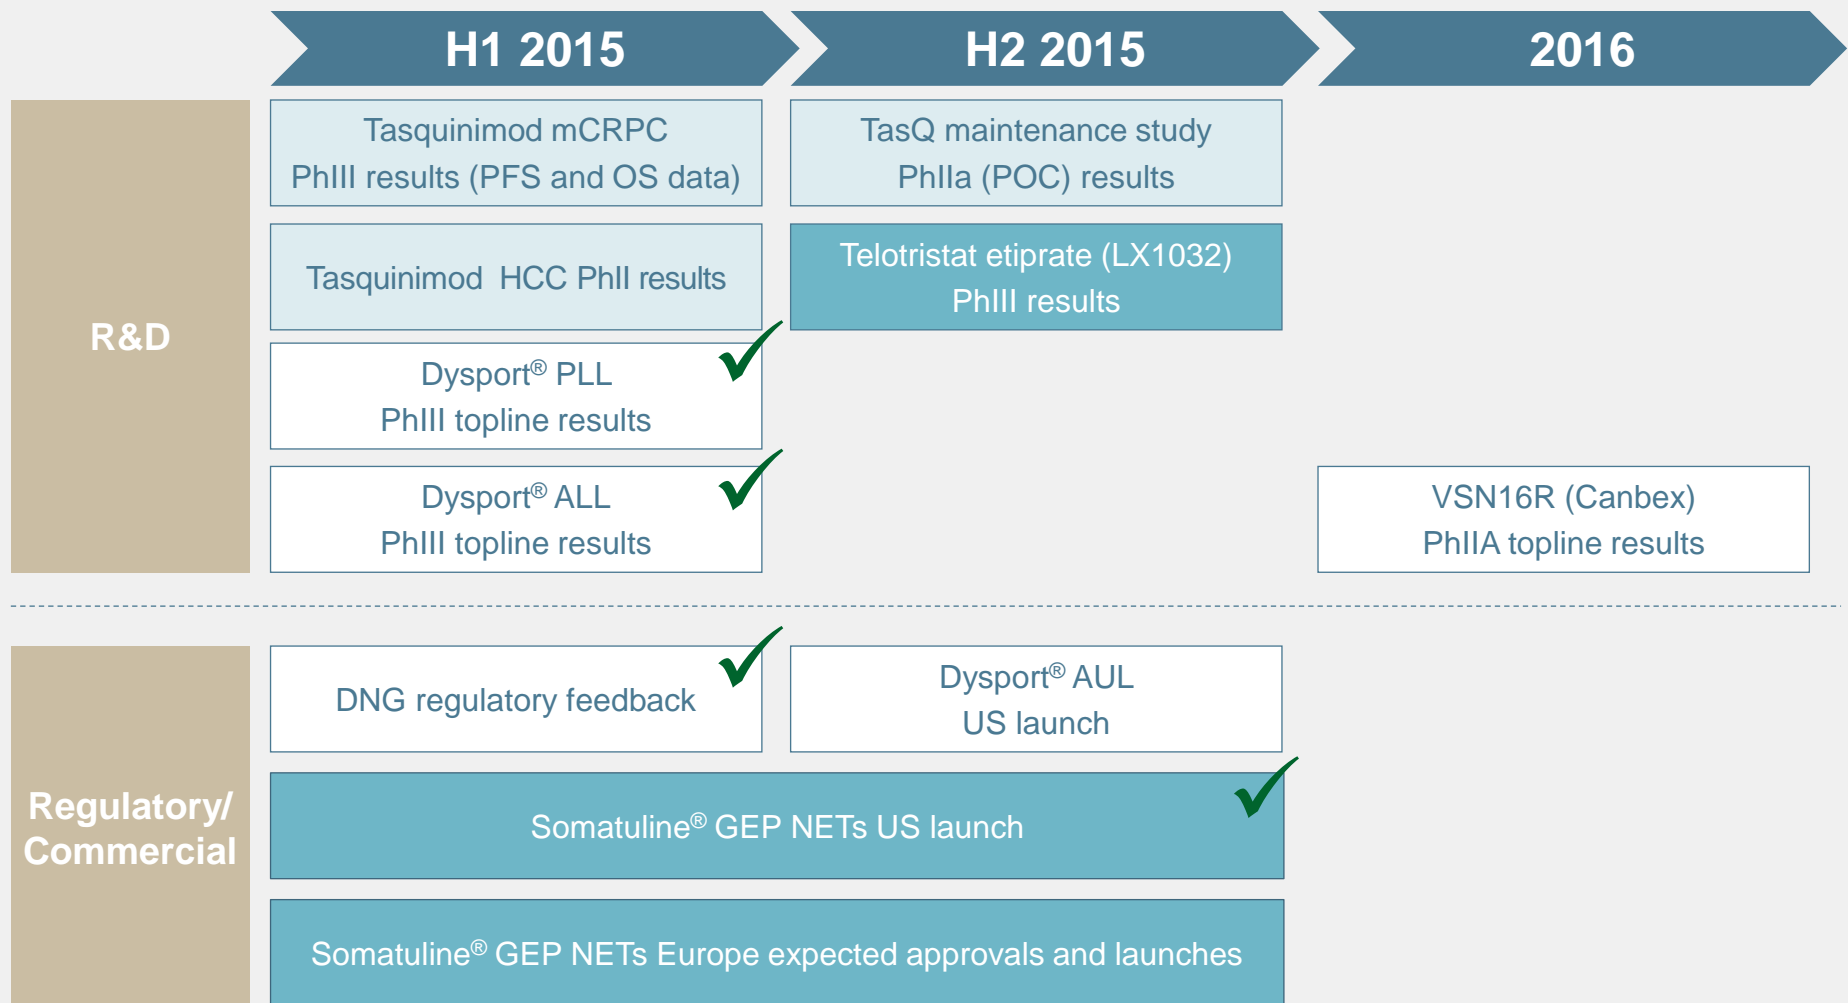 H1 2015
H2 2015
2016
R&D
Tasquinimod mCRPC
PhIII results (PFS and OS data)
TasQ maintenance study
PhIIa (POC) results
Tasquinimod HCC PhII results
Telotristat etiprate (LX1032)
PhIII results
Dysport® PLL
PhIII topline results
Dysport® ALL
PhIII topline results
VSN16R (Canbex)
PhIIA topline results
Regulatory/
Commercial
DNG regulatory feedback
Dysport® AUL
US launch
Somatuline® GEP NETs US launch
Somatuline® GEP NETs Europe expected approvals and launches